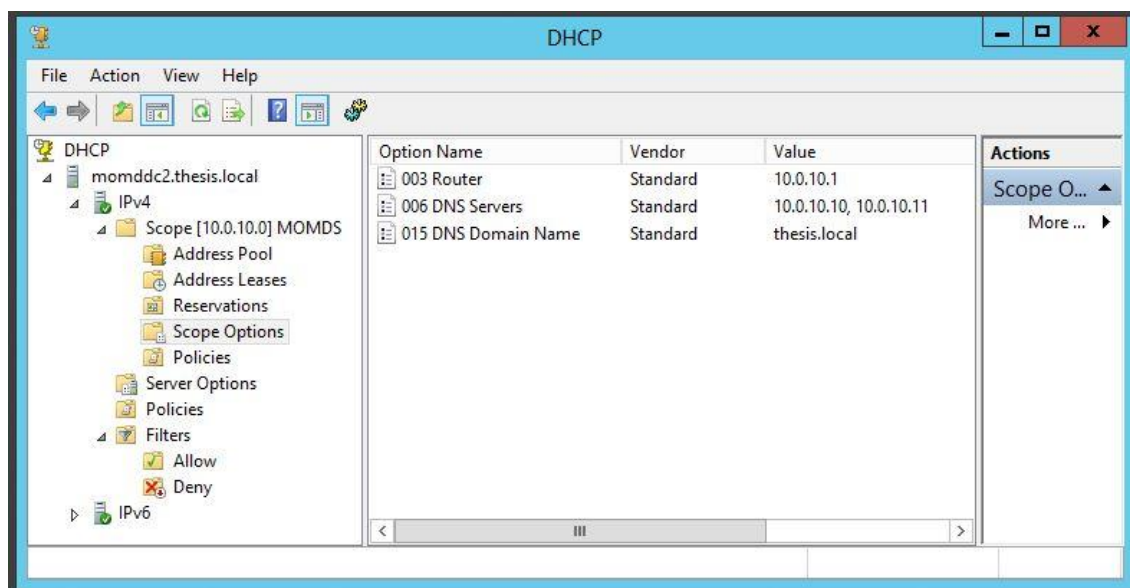 DHCP
File Action View Help
DHCP
momddc2.thesis.local
IPv4
Scope [10.0.10.0] MOMDS
Address Pool
Address Leases
Reservations
Scope Options
Policies
Server Options
Policies
Filters
Allow
Deny
IPv6
Option Name Vendor Value
003 Router Standard 10.0.10.1
006 DNS Servers Standard 10.0.10.10, 10.0.10.11
015 DNS Domain Name Standard thesis.local
Actions
Scope O...
More ...